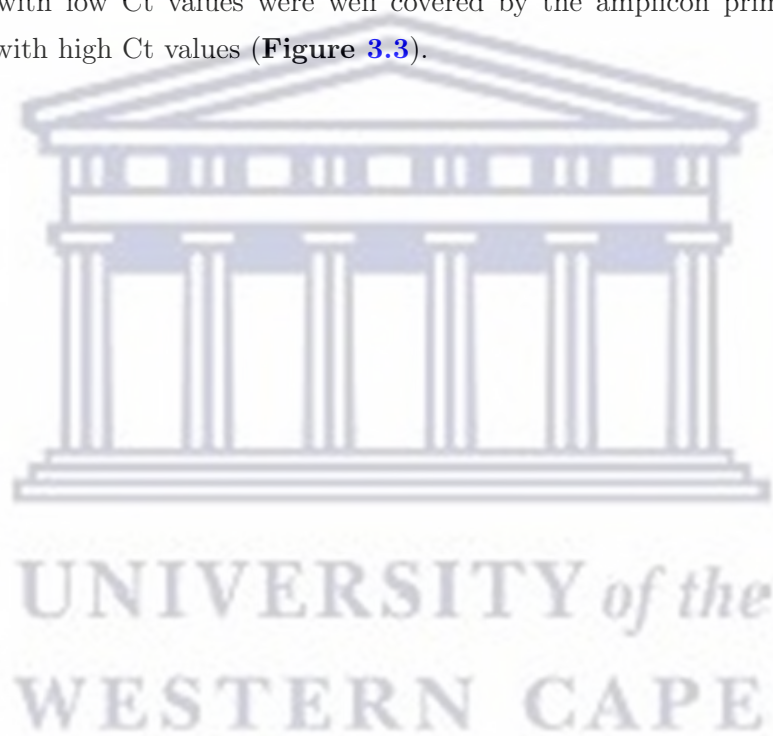 with low Ct values were well covered by the amplicon
with high Ct values (Figure 3.3).
UNIVERSITY of the
WESTERN CAPE